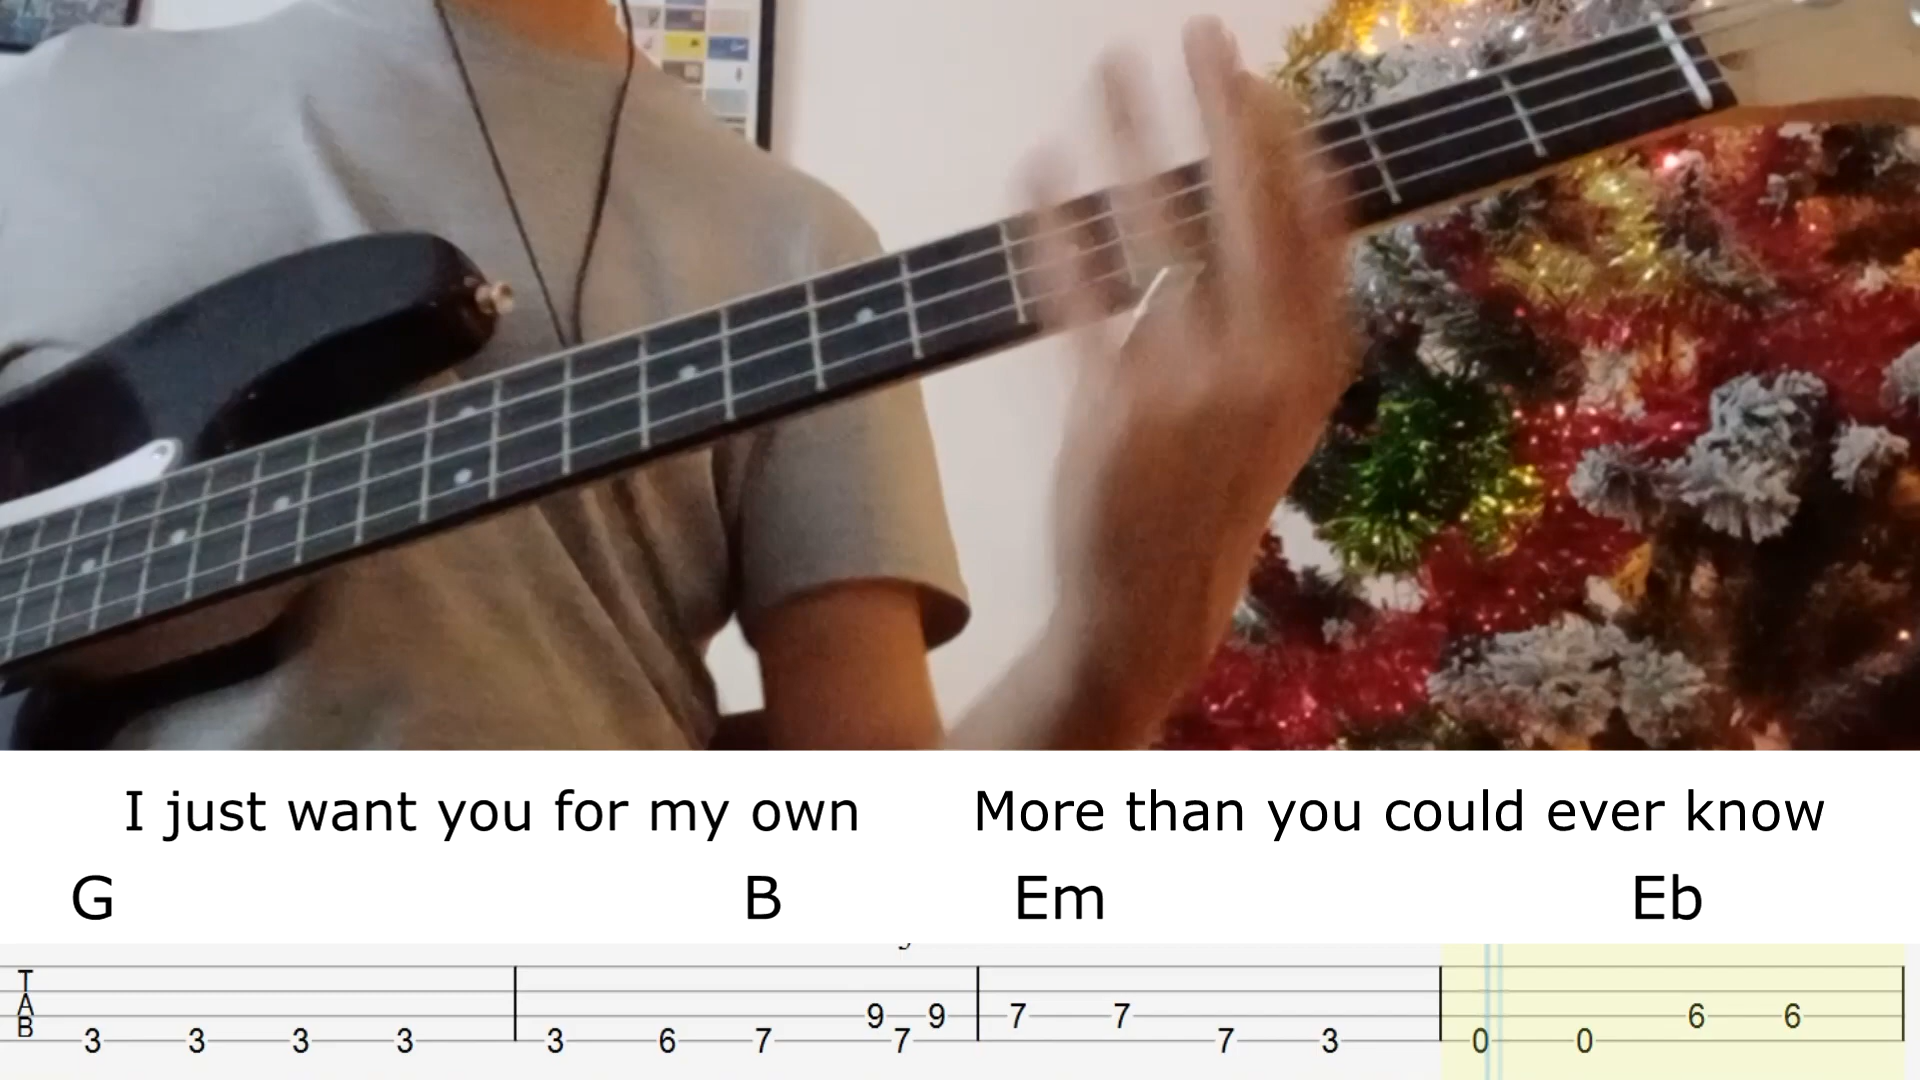 I just want you for my own More than you could ever know
G B Em Eb
T
A 9 9 7 7 6 6
B 3 3 3 3 3 6 7 7 7 3 0 0